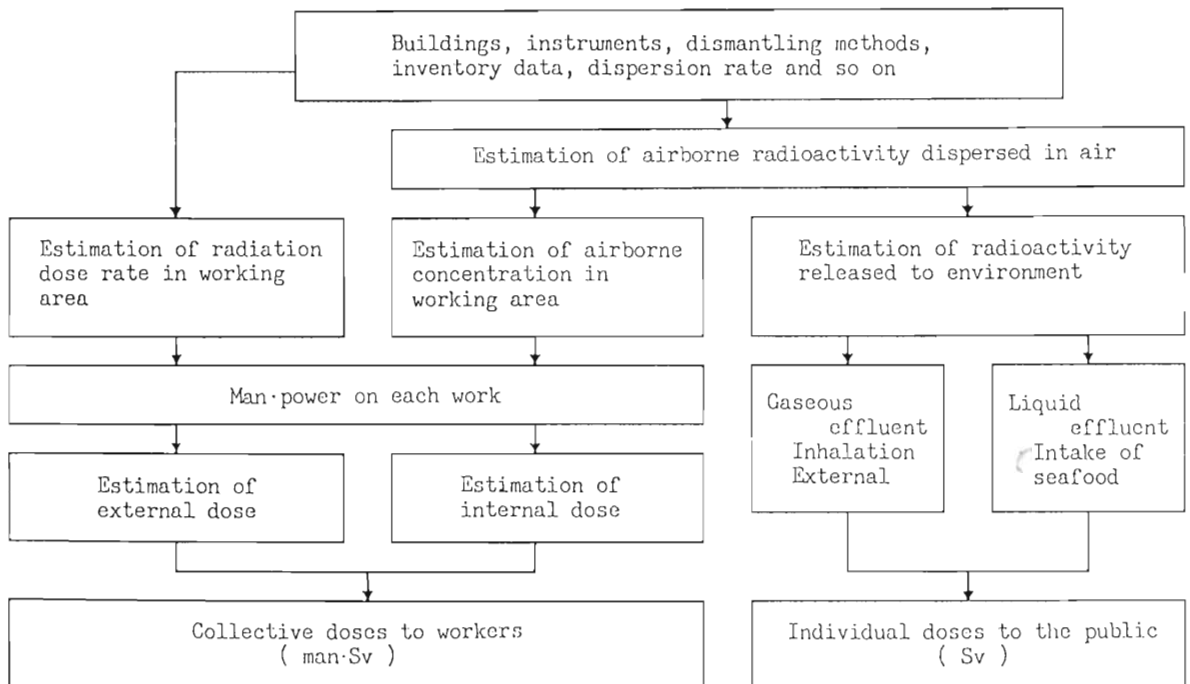 Buildings, instruments, dismantling methods,
inventory data, dispersion rate and so on
Estimation of airborne radioactivity dispersed in air
Estimation of radiation
dose rate in working
area
Estimation of airborne
concentration in
working area
Estimation of radioactivity
released to environment
Man·power on each work
Gaseous
effluent
Inhalation
External
Liquid
effluent
Intake of
seafood
Estimation of
external dose
Estimation of
internal dose
Collective doses to workers
( man·Sv )
Individual doses to the public
( Sv )